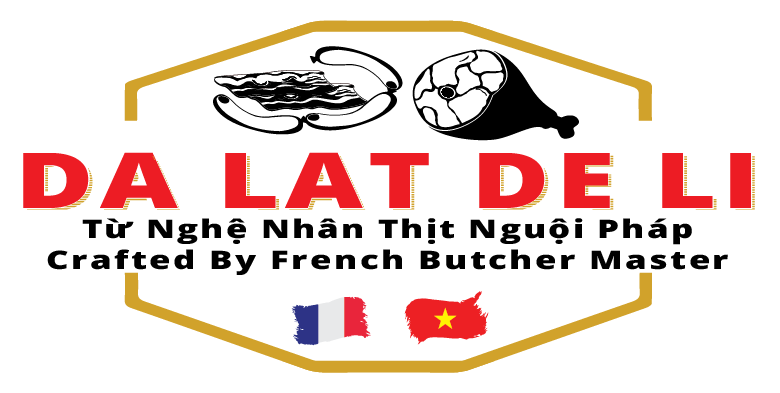 DA LAT DE LI
Từ Nghệ Nhân Thịt Nguội Pháp
Crafted By French Butcher Master